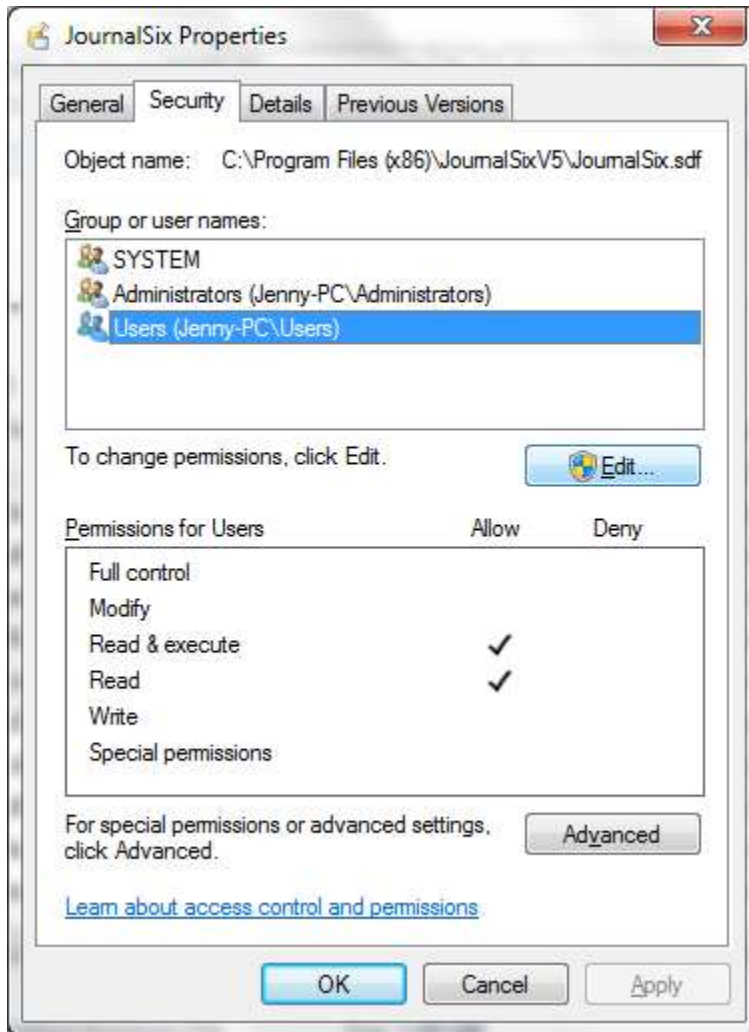 JournalSix Properties
General Security Details Previous Versions
Object name: C:\Program Files (x86)\JournalSixV5\JournalSix.sdf
Group or user names:
SYSTEM
Administrators (Jenny-PC\Administrators)
Users (Jenny-PC\Users)
To change permissions, click Edit.
Edit...
Permissions for Users Allow Deny
Full control
Modify
Read & execute
Read
Write
Special permissions
For special permissions or advanced settings,
click Advanced.
Advanced
Learn about access control and permissions
OK Cancel Apply